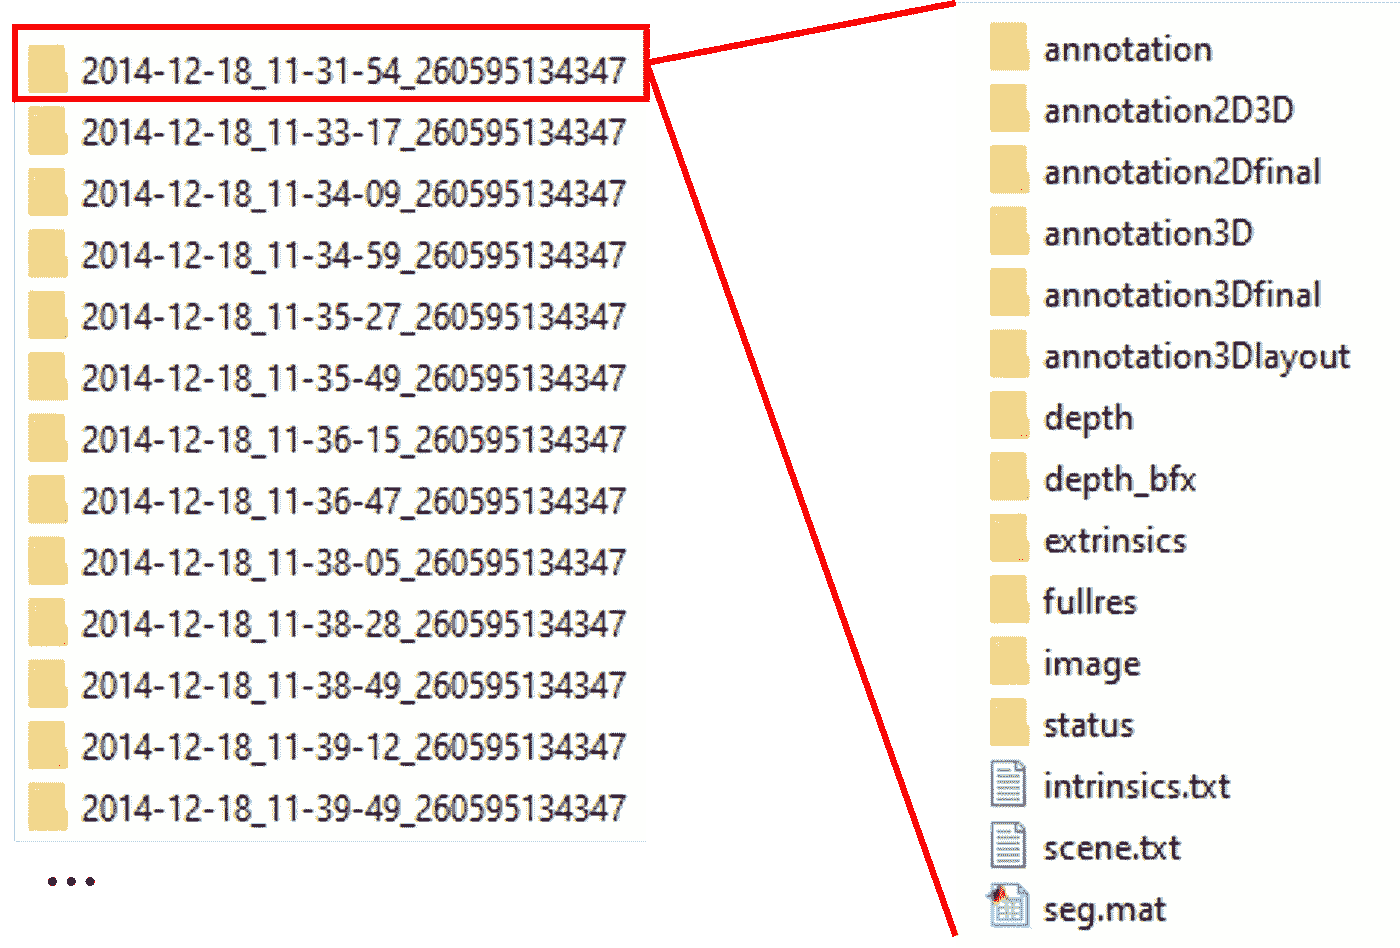 2014-12-18_11-31-54_260595134347
2014-12-18_11-33-17_260595134347
2014-12-18_11-34-09_260595134347
2014-12-18_11-34-59_260595134347
2014-12-18_11-35-27_260595134347
2014-12-18_11-35-49_260595134347
2014-12-18_11-36-15_260595134347
2014-12-18_11-36-47_260595134347
2014-12-18_11-38-05_260595134347
2014-12-18_11-38-28_260595134347
2014-12-18_11-38-49_260595134347
2014-12-18_11-39-12_260595134347
2014-12-18_11-39-49_260595134347
...
annotation
annotation2D3D
annotation2Dfinal
annotation3D
annotation3Dfinal
annotation3Dlayout
depth
depth_bfx
extrinsics
fullres
image
status
intrinsics.txt
scene.txt
seg.mat